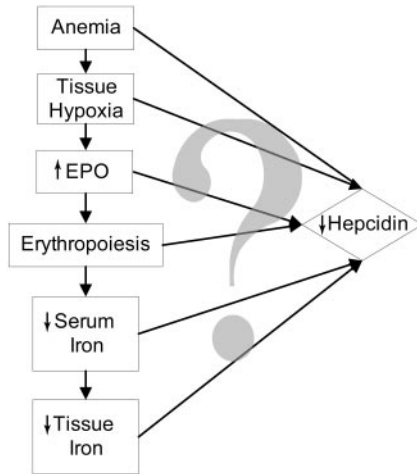 Anemia
Tissue
Hypoxia
↑EPO
Erythropoiesis
↓Serum
Iron
↓Tissue
Iron
↓Hepcidin
?